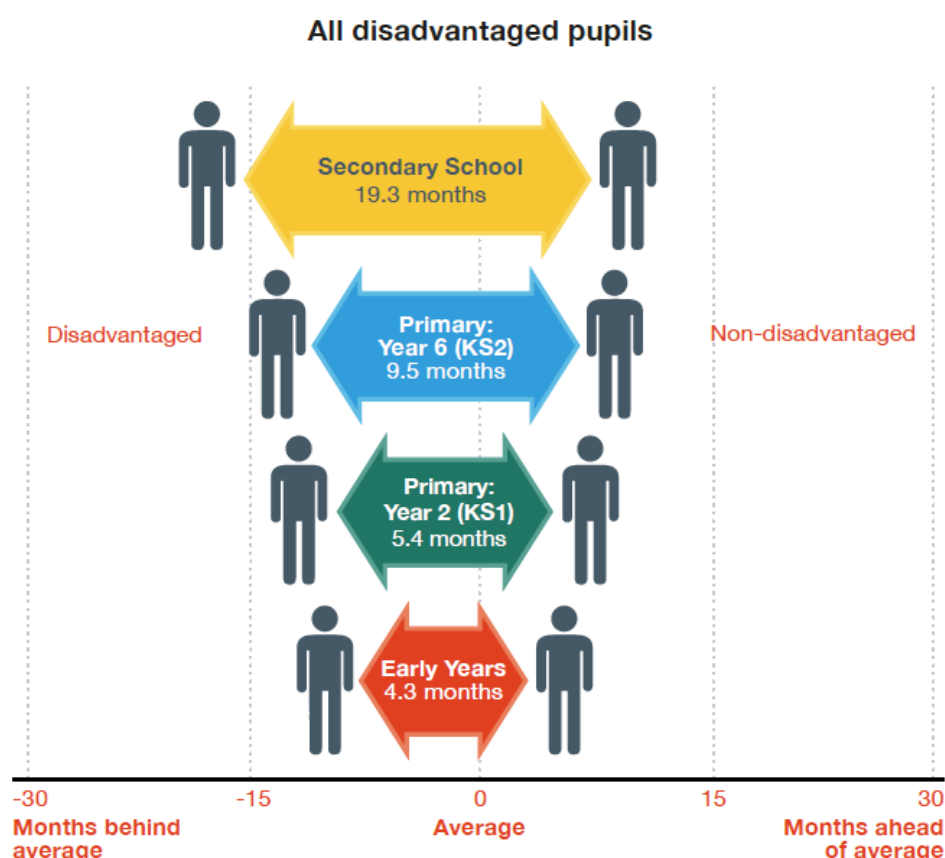 All disadvantaged pupils
Secondary School
19.3 months
Disadvantaged
Primary:
Year 6 (KS2)
9.5 months
Non-disadvantaged
Primary:
Year 2 (KS1)
5.4 months
Early Years
4.3 months
-30
-15
0
15
30
Months behind
average
Average
Months ahead
of average